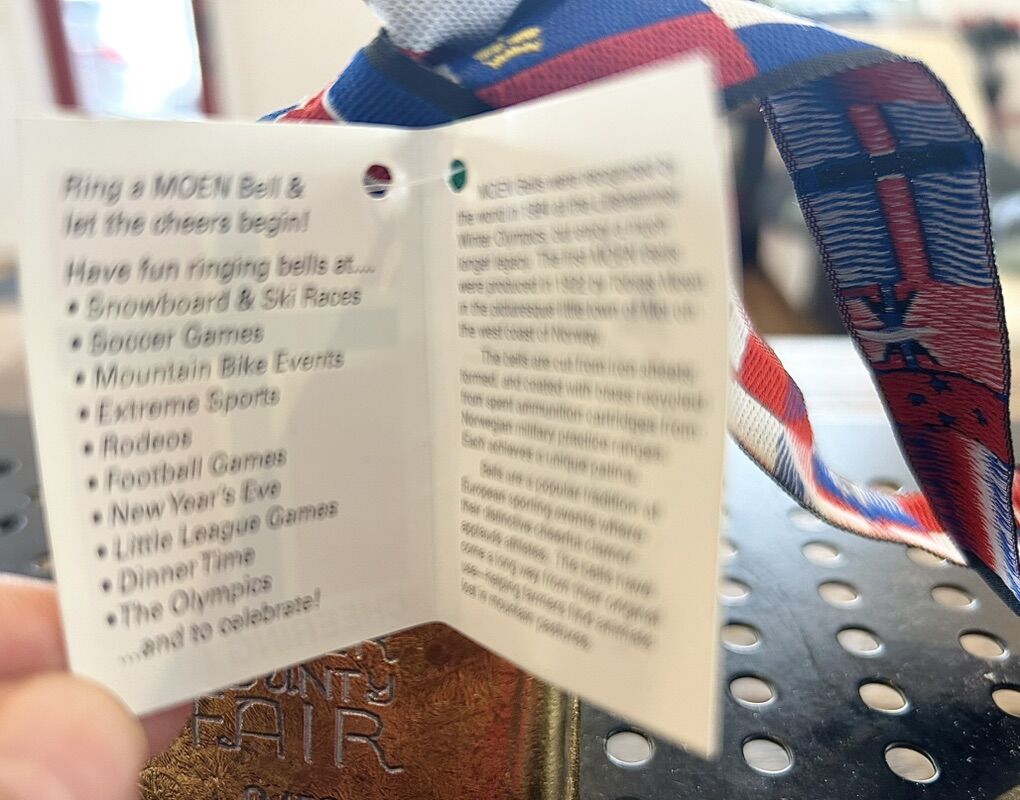 Ring a MOEN Bell &
let the cheers begin!
Have fun ringing bells at....
• Snowboard & Ski Races
• Soccer Games
• Mountain Bike Events
• Extreme Sports
• Rodeos
• Football Games
• New Year's Eve
• Little League Games
• Dinner Time
• The Olympics
...and to celebrate!
MOEN Bells were recognized by
the world in 1994 at the Lillehammer
Winter Olympics, but enjoy a much
longer legacy. The first MOEN Bells
were produced in by Moen
in the picturesque little town of on
the west coast of Norway.
The bells are cut from iron sheets,
formed, and coated with brass recycled
from spent ammunition cartridges from
Norwegian military practice ranges.
Each achieves a unique patina.
Bells are a popular tradition at
European sporting events where
their distinctive cheerful clamor
applauds athletes. The bells have
come a long way from their original
use–helping farmers find animals
lost in mountain pastures.
COUNTY
FAIR